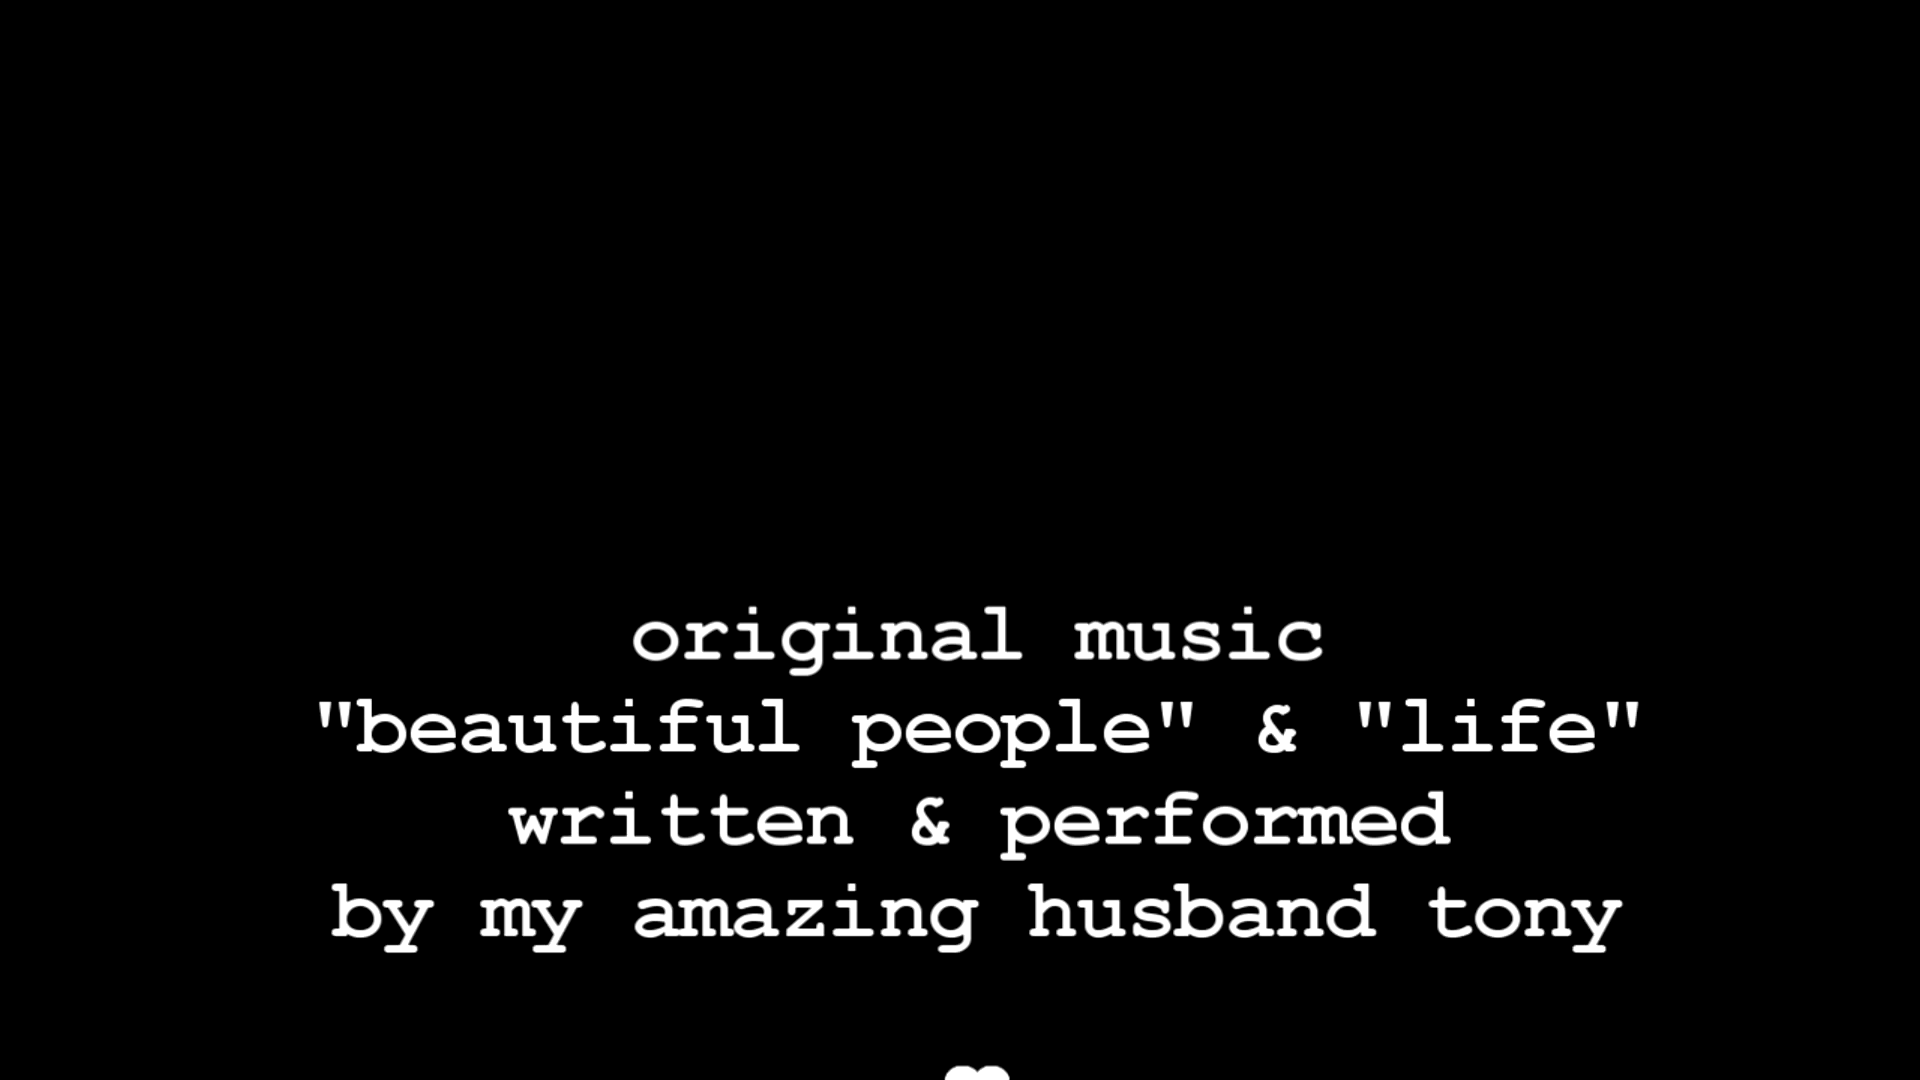 original music
"beautiful people" & "life"
written & performed
by my amazing husband tony